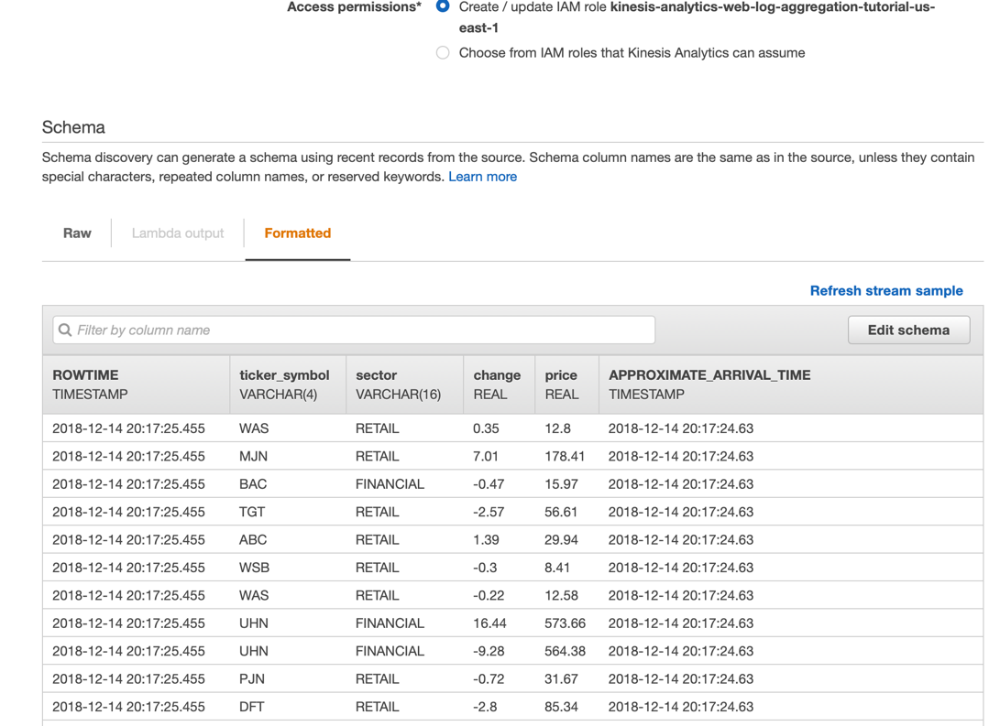 Access permissions* Create / update IAM role kinesis-analytics-web-log-aggregation-tutorial-us-
east-1
Choose from IAM roles that Kinesis Analytics can assume
Schema
Schema discovery can generate a schema using recent records from the source. Schema column names are the same as in the source, unless they contain
special characters, repeated column names, or reserved keywords. Learn more
Raw Lambda output Formatted
Refresh stream sample
Filter by column name Edit schema
ROWTIME ticker_symbol sector change price APPROXIMATE_ARRIVAL_TIME
TIMESTAMP VARCHAR(4) VARCHAR(16) REAL REAL TIMESTAMP
2018-12-14 20:17:25.455 WAS RETAIL 0.35 12.8 2018-12-14 20:17:24.63
2018-12-14 20:17:25.455 MJN RETAIL 7.01 178.41 2018-12-14 20:17:24.63
2018-12-14 20:17:25.455 BAC FINANCIAL -0.47 15.97 2018-12-14 20:17:24.63
2018-12-14 20:17:25.455 TGT RETAIL -2.57 56.61 2018-12-14 20:17:24.63
2018-12-14 20:17:25.455 ABC RETAIL 1.39 29.94 2018-12-14 20:17:24.63
2018-12-14 20:17:25.455 WSB RETAIL -0.3 8.41 2018-12-14 20:17:24.63
2018-12-14 20:17:25.455 WAS RETAIL -0.22 12.58 2018-12-14 20:17:24.63
2018-12-14 20:17:25.455 UHN FINANCIAL 16.44 573.66 2018-12-14 20:17:24.63
2018-12-14 20:17:25.455 UHN FINANCIAL -9.28 564.38 2018-12-14 20:17:24.63
2018-12-14 20:17:25.455 PJN RETAIL -0.72 31.67 2018-12-14 20:17:24.63
2018-12-14 20:17:25.455 DFT RETAIL -2.8 85.34 2018-12-14 20:17:24.63